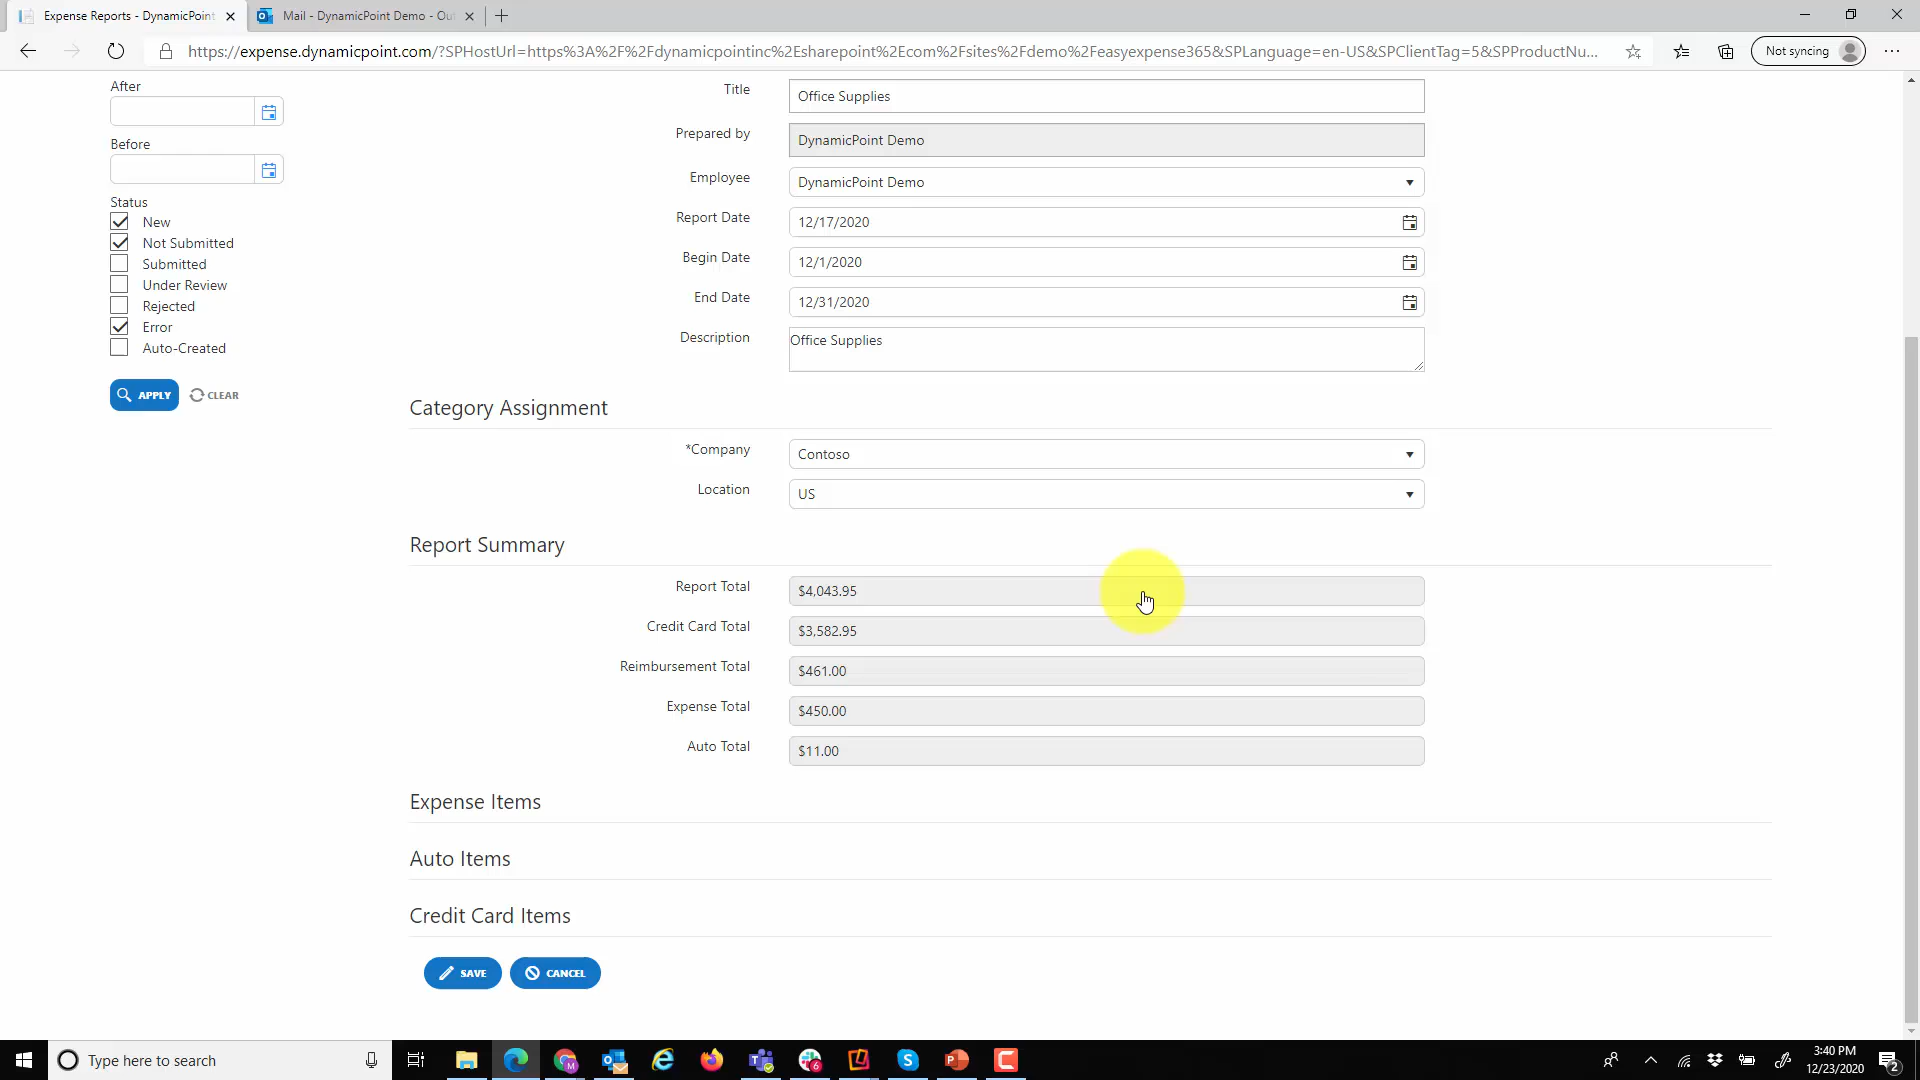 Expense Reports - DynamicPoint
Mail - DynamicPoint Demo - Ou
https://expense.dynamicpoint.com/?SPHostUrl=https%3A%2F%2Fdynamicpointinc%2Esharepoint%2Ecom%2Fsites%2Fdemo%2Feasyexpense365&SPLanguage=en-US&SPClientTag=5&SPProductNu...
Not syncing
After
Before
Status
New
Not Submitted
Submitted
Under Review
Rejected
Error
Auto-Created
APPLY CLEAR
Title Office Supplies
Prepared by DynamicPoint Demo
Employee DynamicPoint Demo
Report Date 12/17/2020
Begin Date 12/1/2020
End Date 12/31/2020
Description Office Supplies
Category Assignment
*Company Contoso
Location US
Report Summary
Report Total $4,043.95
Credit Card Total $3,582.95
Reimbursement Total $461.00
Expense Total $450.00
Auto Total $11.00
Expense Items
Auto Items
Credit Card Items
SAVE CANCEL
Type here to search
3:40 PM
12/23/2020
2